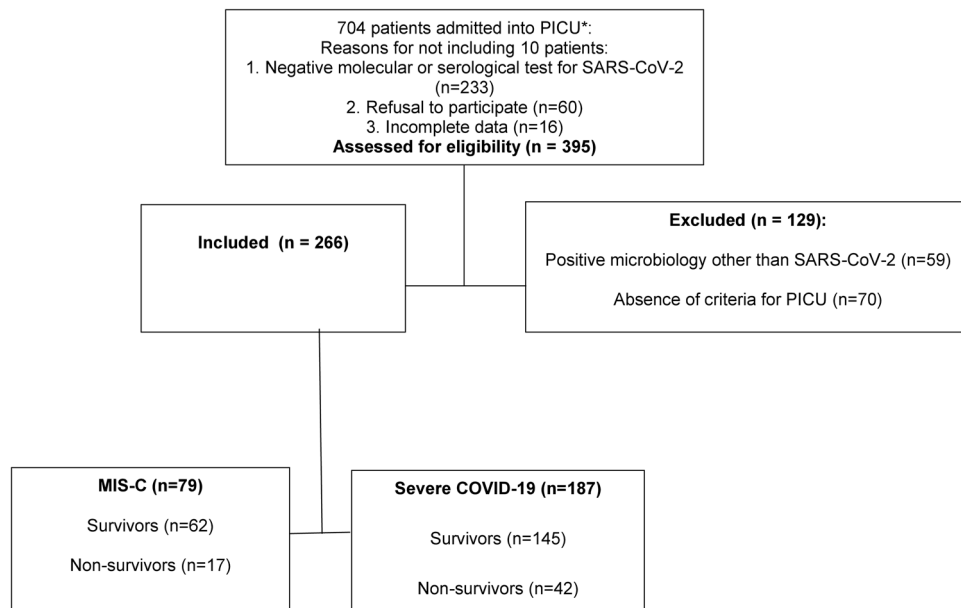 704 patients admitted into PICU*:
Reasons for not including 10 patients:
1. Negative molecular or serological test for SARS-CoV-2
(n=233)
2. Refusal to participate (n=60)
3. Incomplete data (n=16)
Assessed for eligibility (n = 395)
Included (n = 266)
Excluded (n = 129):
Positive microbiology other than SARS-CoV-2 (n=59)
Absence of criteria for PICU (n=70)
MIS-C (n=79)
Survivors (n=62)
Non-survivors (n=17)
Severe COVID-19 (n=187)
Survivors (n=145)
Non-survivors (n=42)